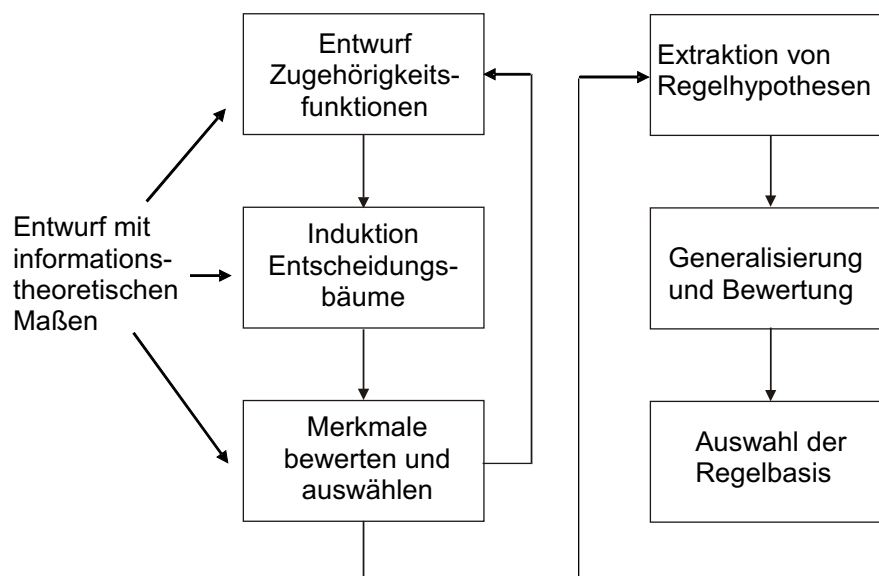 Entwurf
Zugehörigkeits-
funktionen
Entwurf mit
informations-
theoretischen
Maßen
Induktion
Entscheidungs-
bäume
Merkmale
bewerten und
auswählen
Extraktion von
Regelhypothesen
Generalisierung
und Bewertung
Auswahl der
Regelbasis